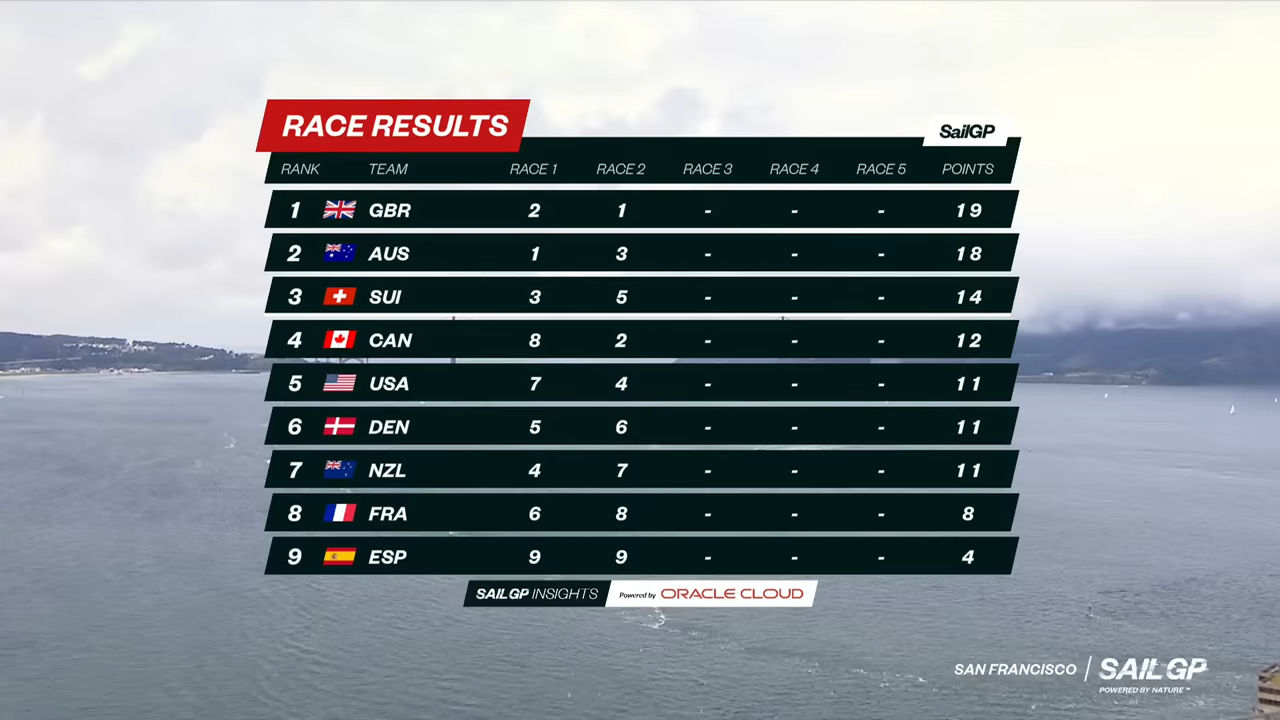 RACE RESULTS
SailGP
RANK TEAM RACE 1 RACE 2 RACE 3 RACE 4 RACE 5 POINTS
1 GBR 2 1 - - - 19
2 AUS 1 3 - - - 18
3 SUI 3 5 - - - 14
4 CAN 8 2 - - - 12
5 USA 7 4 - - - 11
6 DEN 5 6 - - - 11
7 NZL 4 7 - - - 11
8 FRA 6 8 - - - 8
9 ESP 9 9 - - - 4
SAILGP INSIGHTS Powered by ORACLE CLOUD
SAN FRANCISCO | SAILGP
POWERED BY NATURE™